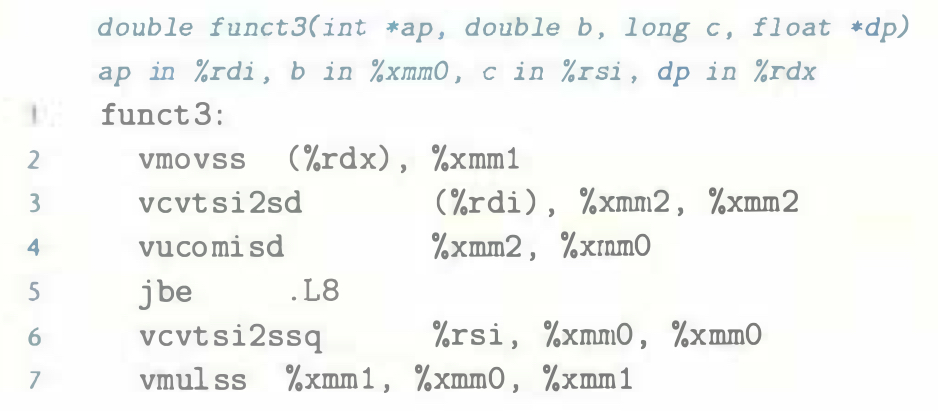 double funct3(int *ap, double b, long c, float *dp)
ap in %rdi, b in %xmm0, c in %rsi, dp in %rdx
1 funct3:
2 vmovss (%rdx), %xmm1
3 vcvtsi2sd (%rdi), %xmm2, %xmm2
4 vucomisd %xmm2, %xmm0
5 jbe .L8
6 vcvtsi2ssq %rsi, %xmm0, %xmm0
7 vmulss %xmm1, %xmm0, %xmm1